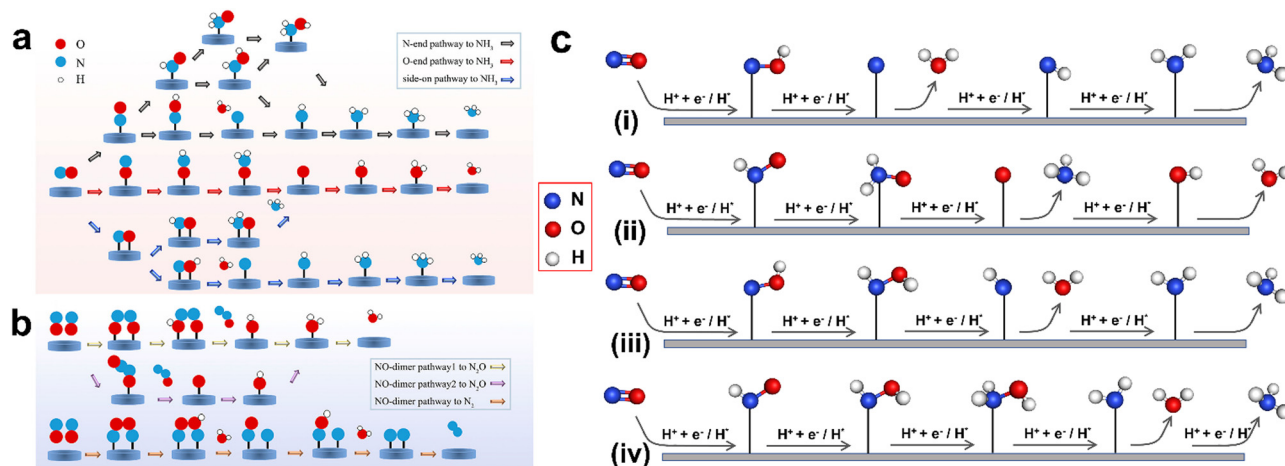 a
O
N
H
N-end pathway to NH3
O-end pathway to NH3
side-on pathway to NH3
b
NO-dimer pathway1 to N2O
NO-dimer pathway2 to N2O
NO-dimer pathway to N2
N
O
H
c
H+ + e- / H* H+ + e- / H* H+ + e- / H* H+ + e- / H*
(i)
H+ + e- / H* H+ + e- / H* H+ + e- / H* H+ + e- / H*
(ii)
H+ + e- / H* H+ + e- / H* H+ + e- / H* H+ + e- / H*
(iii)
H+ + e- / H* H+ + e- / H* H+ + e- / H* H+ + e- / H* H+ + e- / H*
(iv)